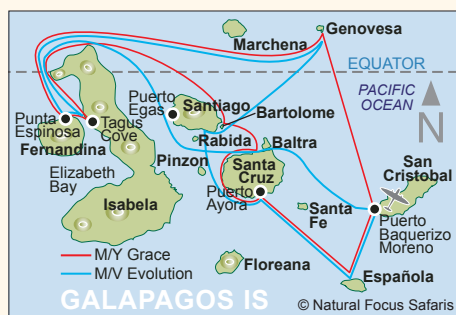 Genovesa
Marchena
EQUATOR
PACIFIC
OCEAN
N
Puerto
Egas
Santiago
Bartolome
Punta
Espinosa
Tagus
Cove
Fernandina
Rabida
Baltra
Pinzon
Elizabeth
Bay
Santa
Cruz
San
Cristobal
Puerto
Ayora
Isabela
Santa
Fe
Puerto
Baquerizo
Moreno
M/Y Grace
M/V Evolution
Floreana
Española
GALAPAGOS IS
© Natural Focus Safaris